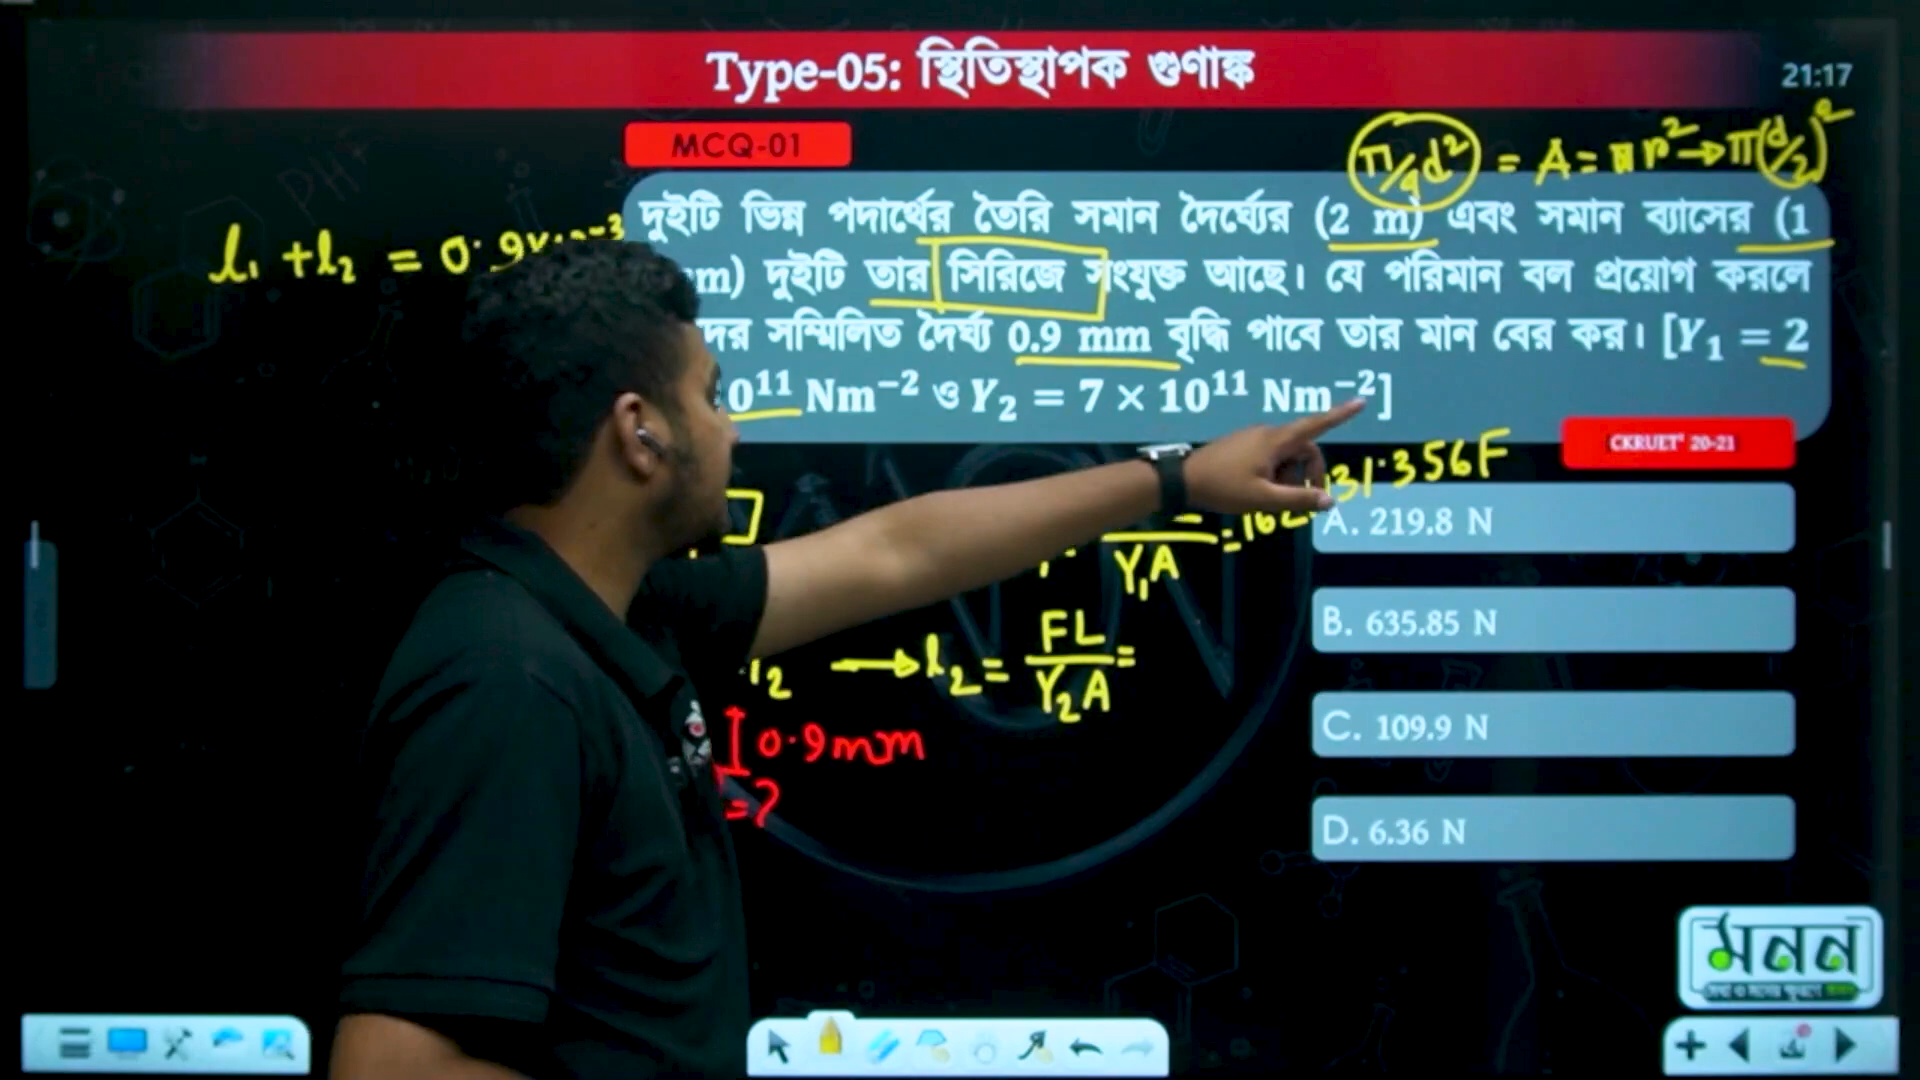 Type-05: স্থিতিস্থাপক গুণাঙ্ক
21:17
MCQ-01
π/4 d² = A = πr² → π(d/2)²
দুইটি ভিন্ন পদার্থের তৈরি সমান দৈর্ঘ্যের (2 m) এবং সমান ব্যাসের (1
m) দুইটি তার সিরিজে সংযুক্ত আছে। যে পরিমান বল প্রয়োগ করলে
দের সম্মিলিত দৈর্ঘ্য 0.9 mm বৃদ্ধি পাবে তার মান বের কর। [Y₁ = 2
0¹¹ Nm⁻² ও Y₂ = 7 × 10¹¹ Nm⁻²]
l₁ + l₂ = 0.9×10⁻³
CKRUET' 20-21
31.356F
Y₁A
A. 219.8 N
B. 635.85 N
C. 109.9 N
D. 6.36 N
→ l₂ = FL/Y₂A =
0.9mm
=?
মনন